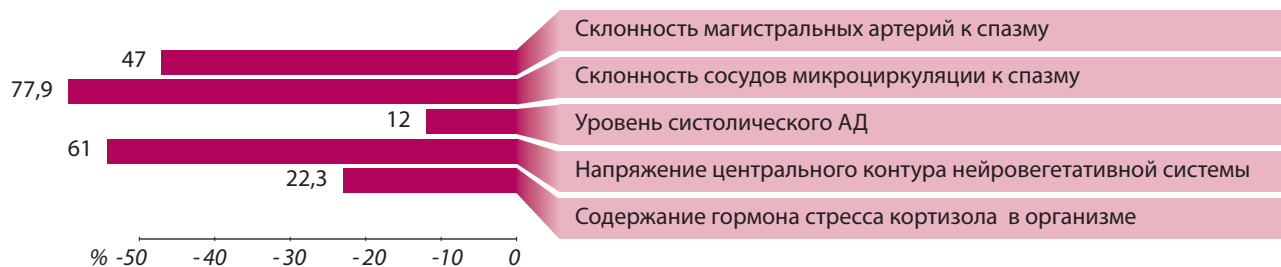 Склонность магистральных артерий к спазму
47
Склонность сосудов микроциркуляции к спазму
77,9
Уровень систолического АД
12
Напряжение центрального контура нейровегетативной системы
61
Содержание гормона стресса кортизола в организме
22,3
% -50 -40 -30 -20 -10 0